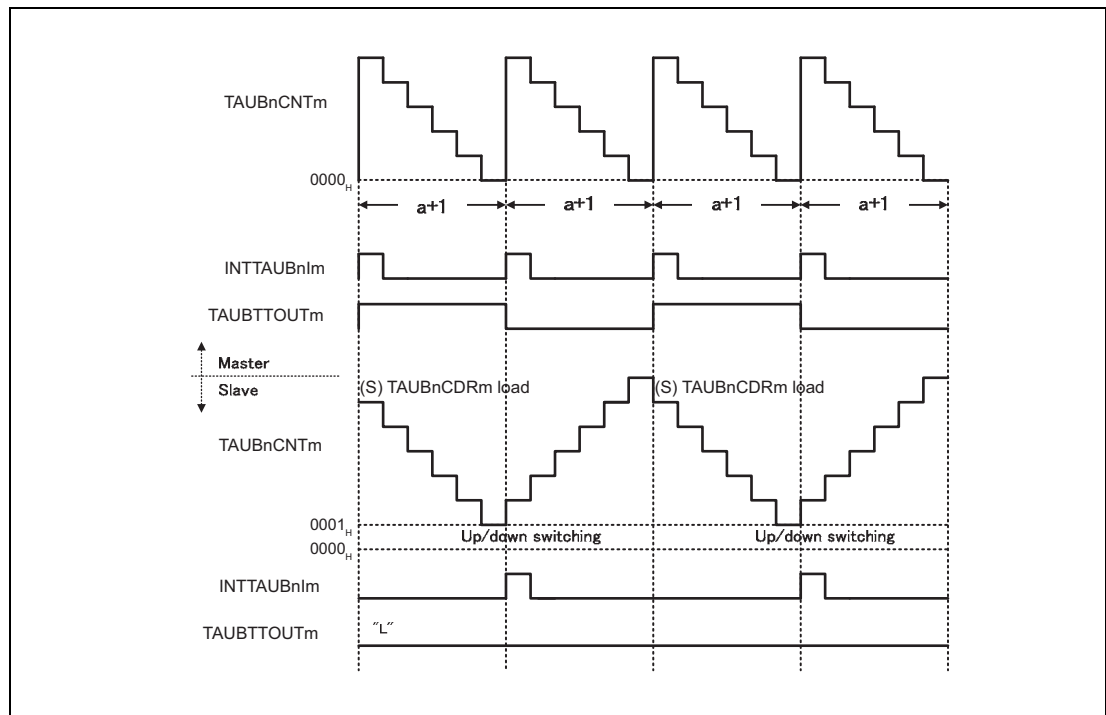 TAUBnCNTm
0000H
a+1 a+1 a+1 a+1
INTTAUBnIm
TAUBTTOUTm
Master
Slave
(S) TAUBnCDRm load (S) TAUBnCDRm load
TAUBnCNTm
0001H
Up/down switching Up/down switching
0000H
INTTAUBnIm
"L"
TAUBTTOUTm